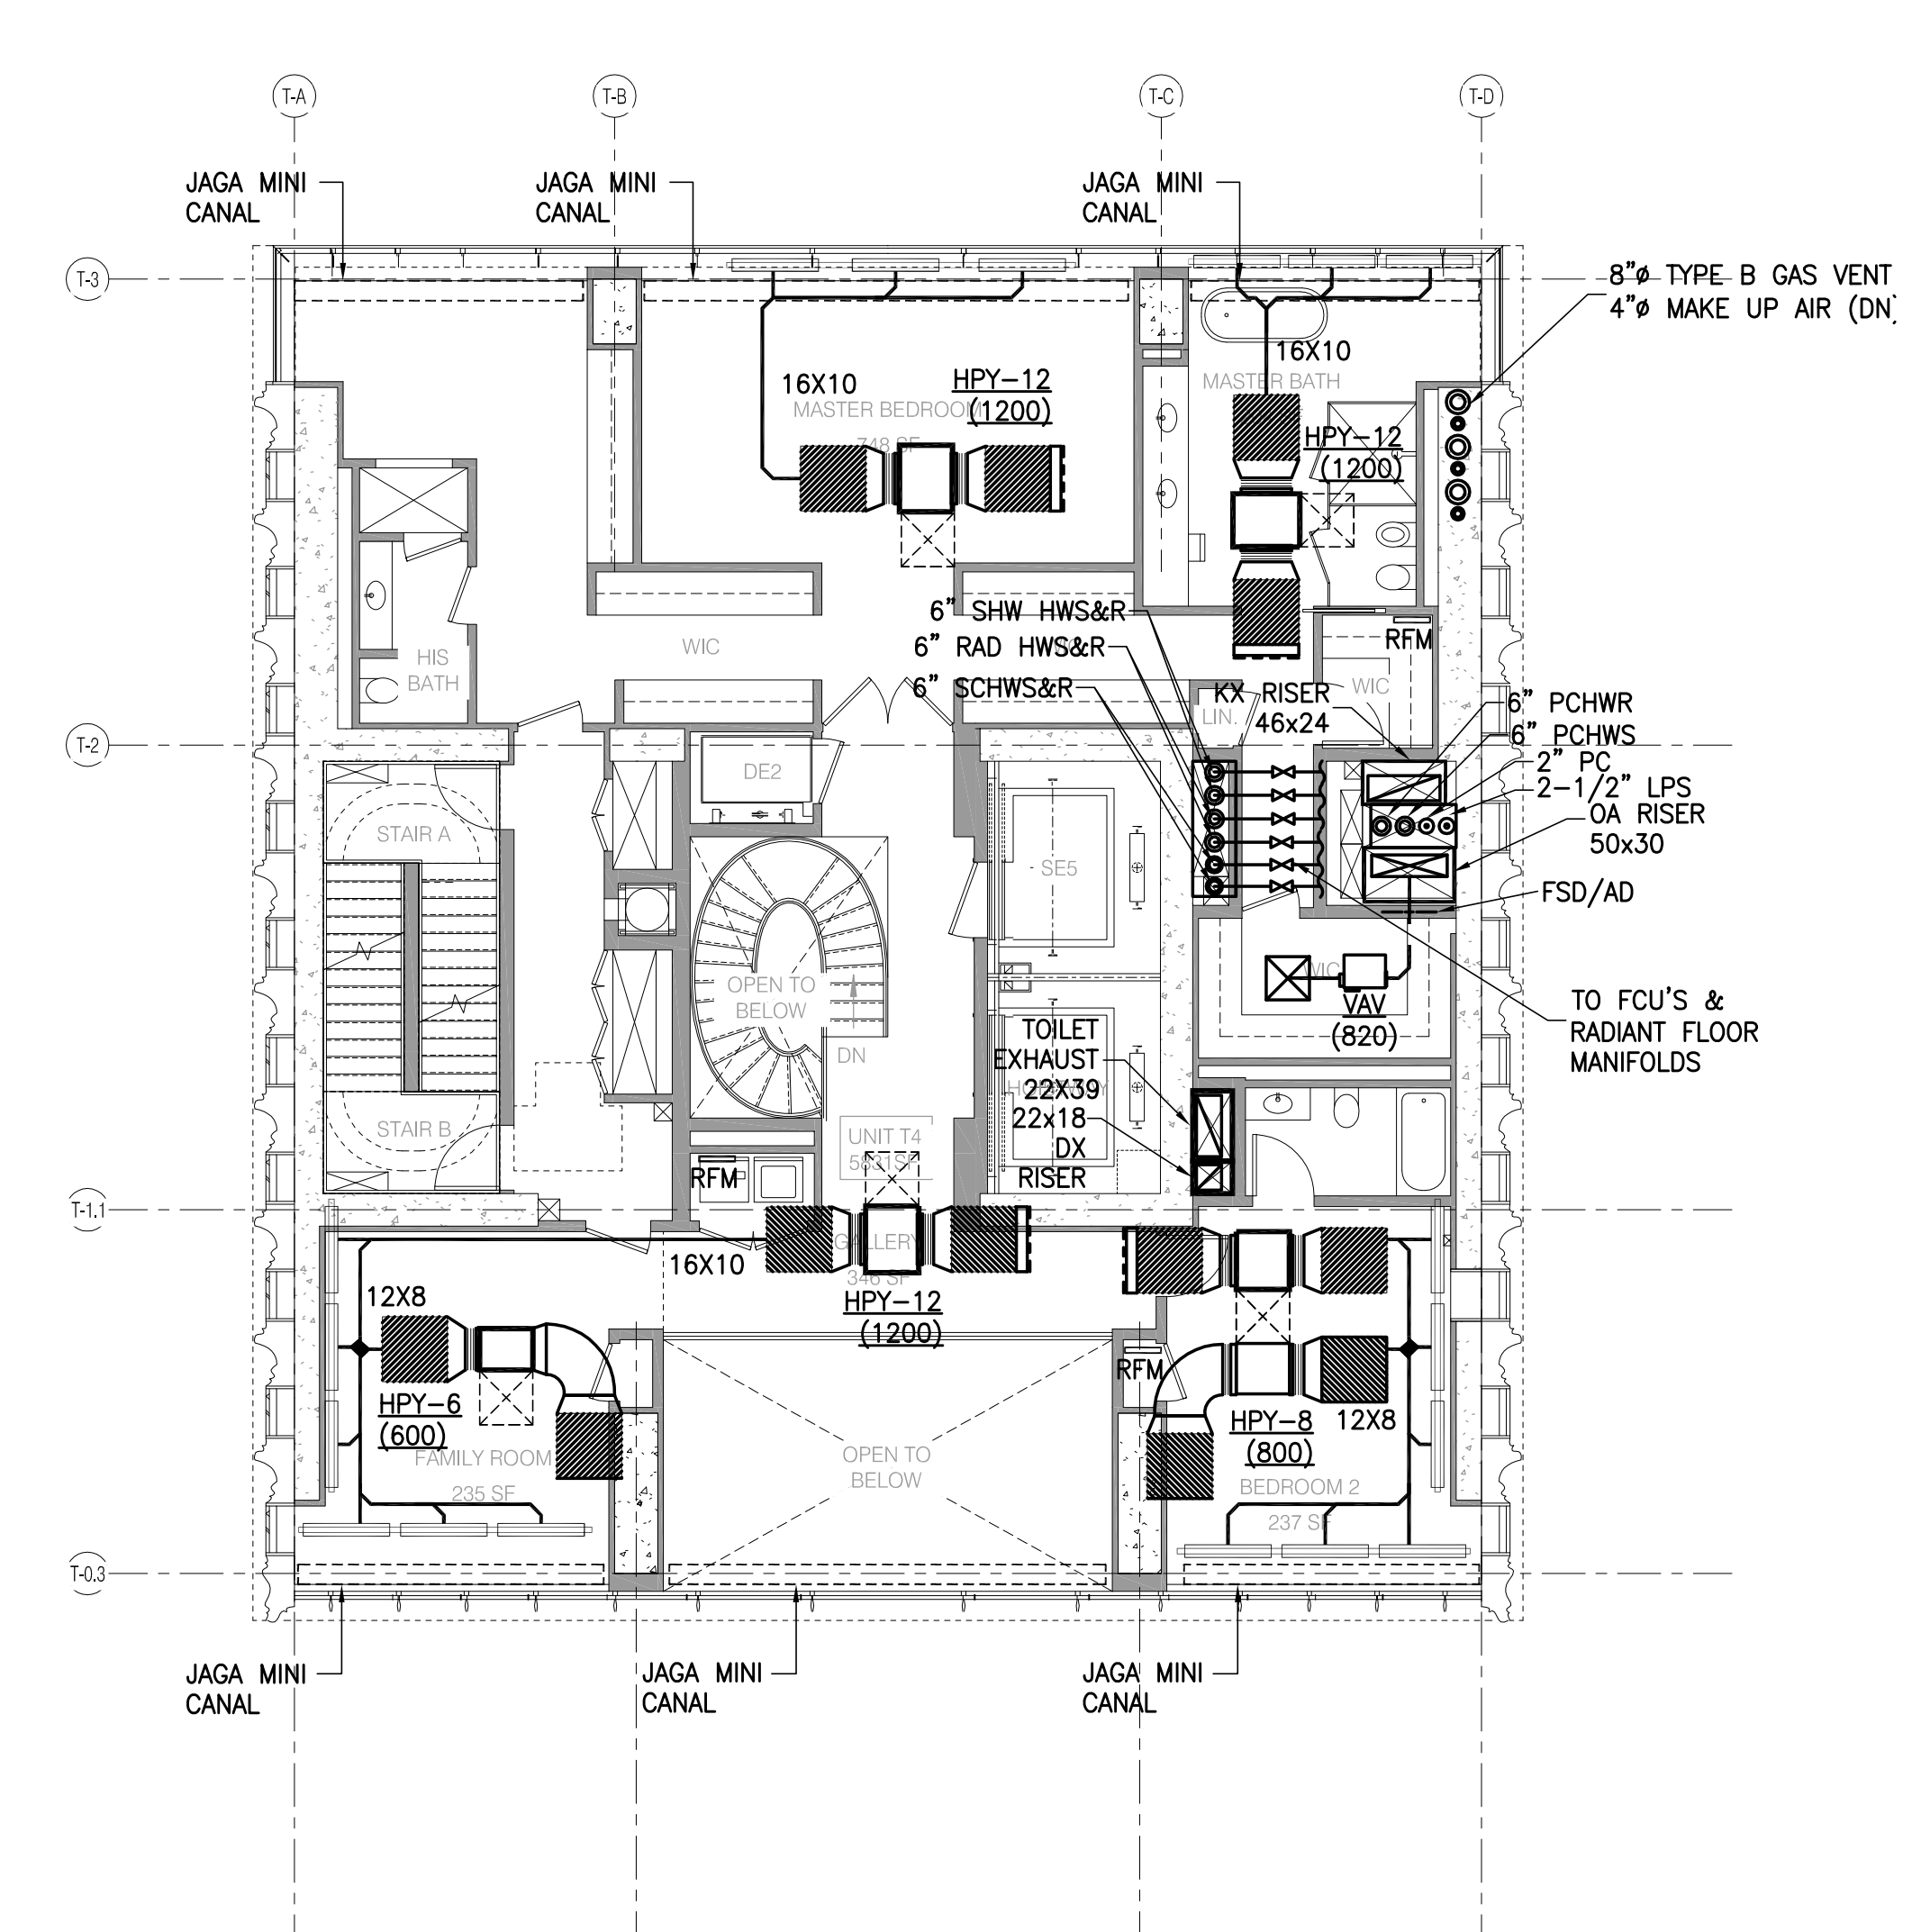 T-A
T-B
T-C
T-D
JAGA MINI
CANAL
JAGA MINI
CANAL
JAGA MINI
CANAL
T-3
8"ø TYPE B GAS VENT
4"ø MAKE UP AIR (DN)
16X10
MASTER BEDROOM
748 SF
HPY-12
(1200)
16X10
MASTER BATH
HPY-12
(1200)
HIS
BATH
WIC
6" SHW HWS&R
6" RAD HWS&R
6" SCHWS&R
RFM
WIC
LIN.
KX RISER
46x24
6" PCHWR
6" PCHWS
2" PC
2-1/2" LPS
OA RISER
50x30
FSD/AD
T-2
DE2
STAIR A
SE5
OPEN TO
BELOW
DN
WIC
VAV
(820)
TO FCU'S &
RADIANT FLOOR
MANIFOLDS
TOILET
EXHAUST
22X39
22x18
DX
RISER
STAIR B
UNIT T4
5831SF
RFM
T-1.1
16X10
GALLERY
346 SF
HPY-12
(1200)
12X8
HPY-6
(600)
FAMILY ROOM
235 SF
OPEN TO
BELOW
RFM
HPY-8
(800)
12X8
BEDROOM 2
237 SF
T-0.3
JAGA MINI
CANAL
JAGA MINI
CANAL
JAGA MINI
CANAL